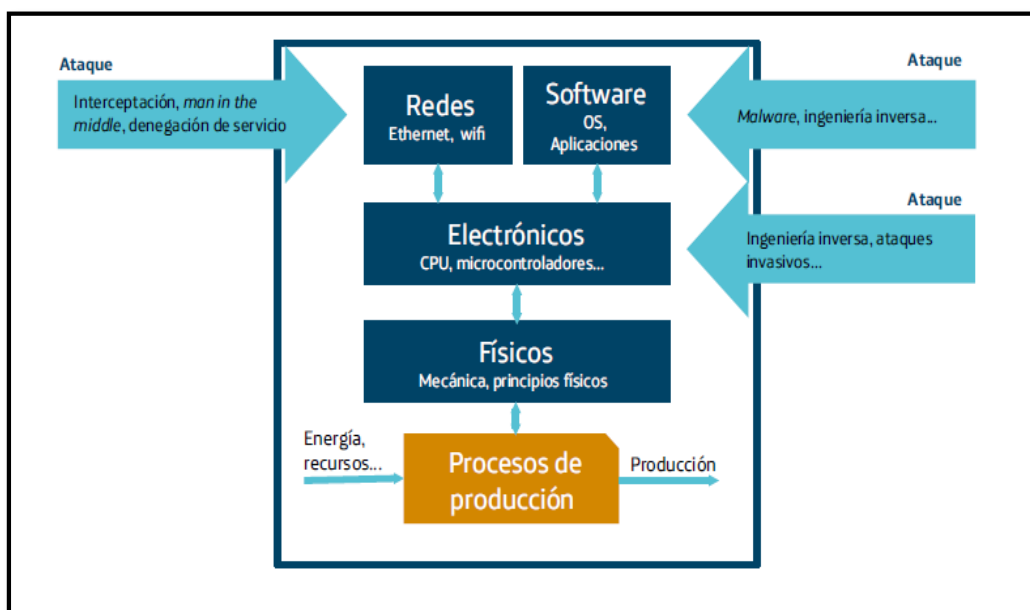 Ataque
Interceptación, man in the
middle, denegación de servicio
Redes
Ethernet, wifi
Software
OS,
Aplicaciones
Ataque
Malware, ingeniería inversa...
Ataque
Ingeniería inversa, ataques
invasivos...
Electrónicos
CPU, microcontroladores...
Físicos
Mecánica, principios físicos
Energía,
recursos...
Procesos de
producción
Producción